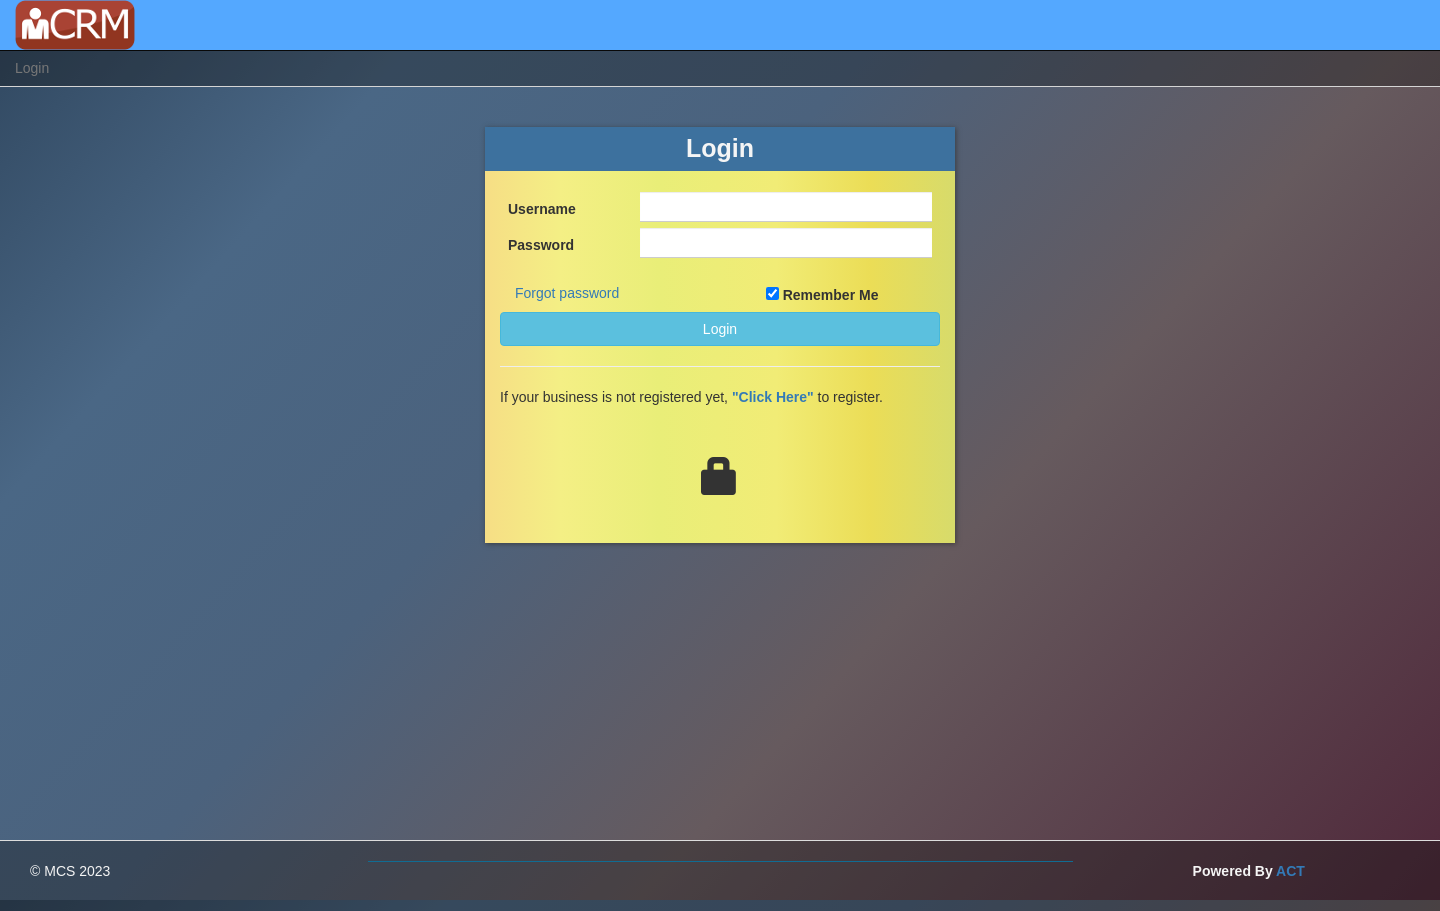 CRM
Login
Login
Username
Password
Forgot password
Remember Me
Login
If your business is not registered yet, "Click Here" to register.
© MCS 2023
Powered By ACT